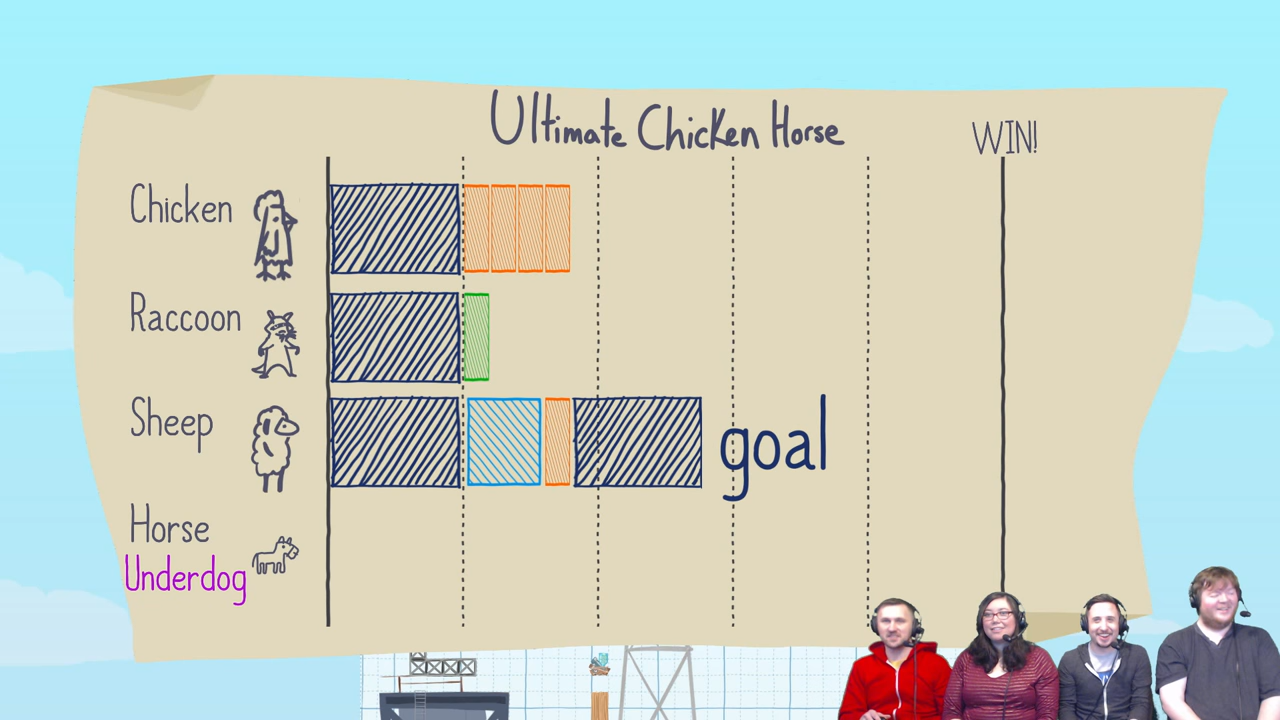 Ultimate Chicken Horse
WIN!
Chicken
Raccoon
Sheep
goal
Horse
Underdog